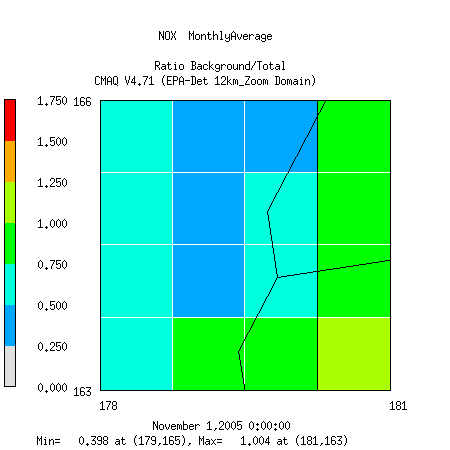 NOX MonthlyAverage
Ratio Background/Total
CMAQ V4.71 (EPA-Det 12km_Zoom Domain)
1.750
1.500
1.250
1.000
0.750
0.500
0.250
0.000
166
163
178 181
November 1,2005 0:00:00
Min= 0.398 at (179,165), Max= 1.004 at (181,163)